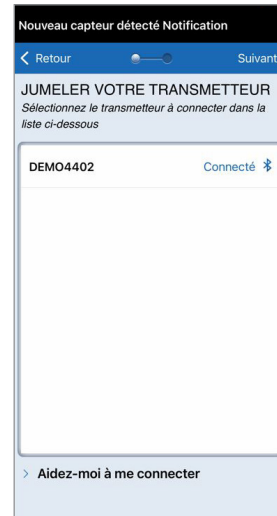 Nouveau capteur détecté Notification
Retour
Suivant
JUMELER VOTRE TRANSMETTEUR
Sélectionnez le transmetteur à connecter dans la
liste ci-dessous
DEMO4402 Connecté
Aidez-moi à me connecter